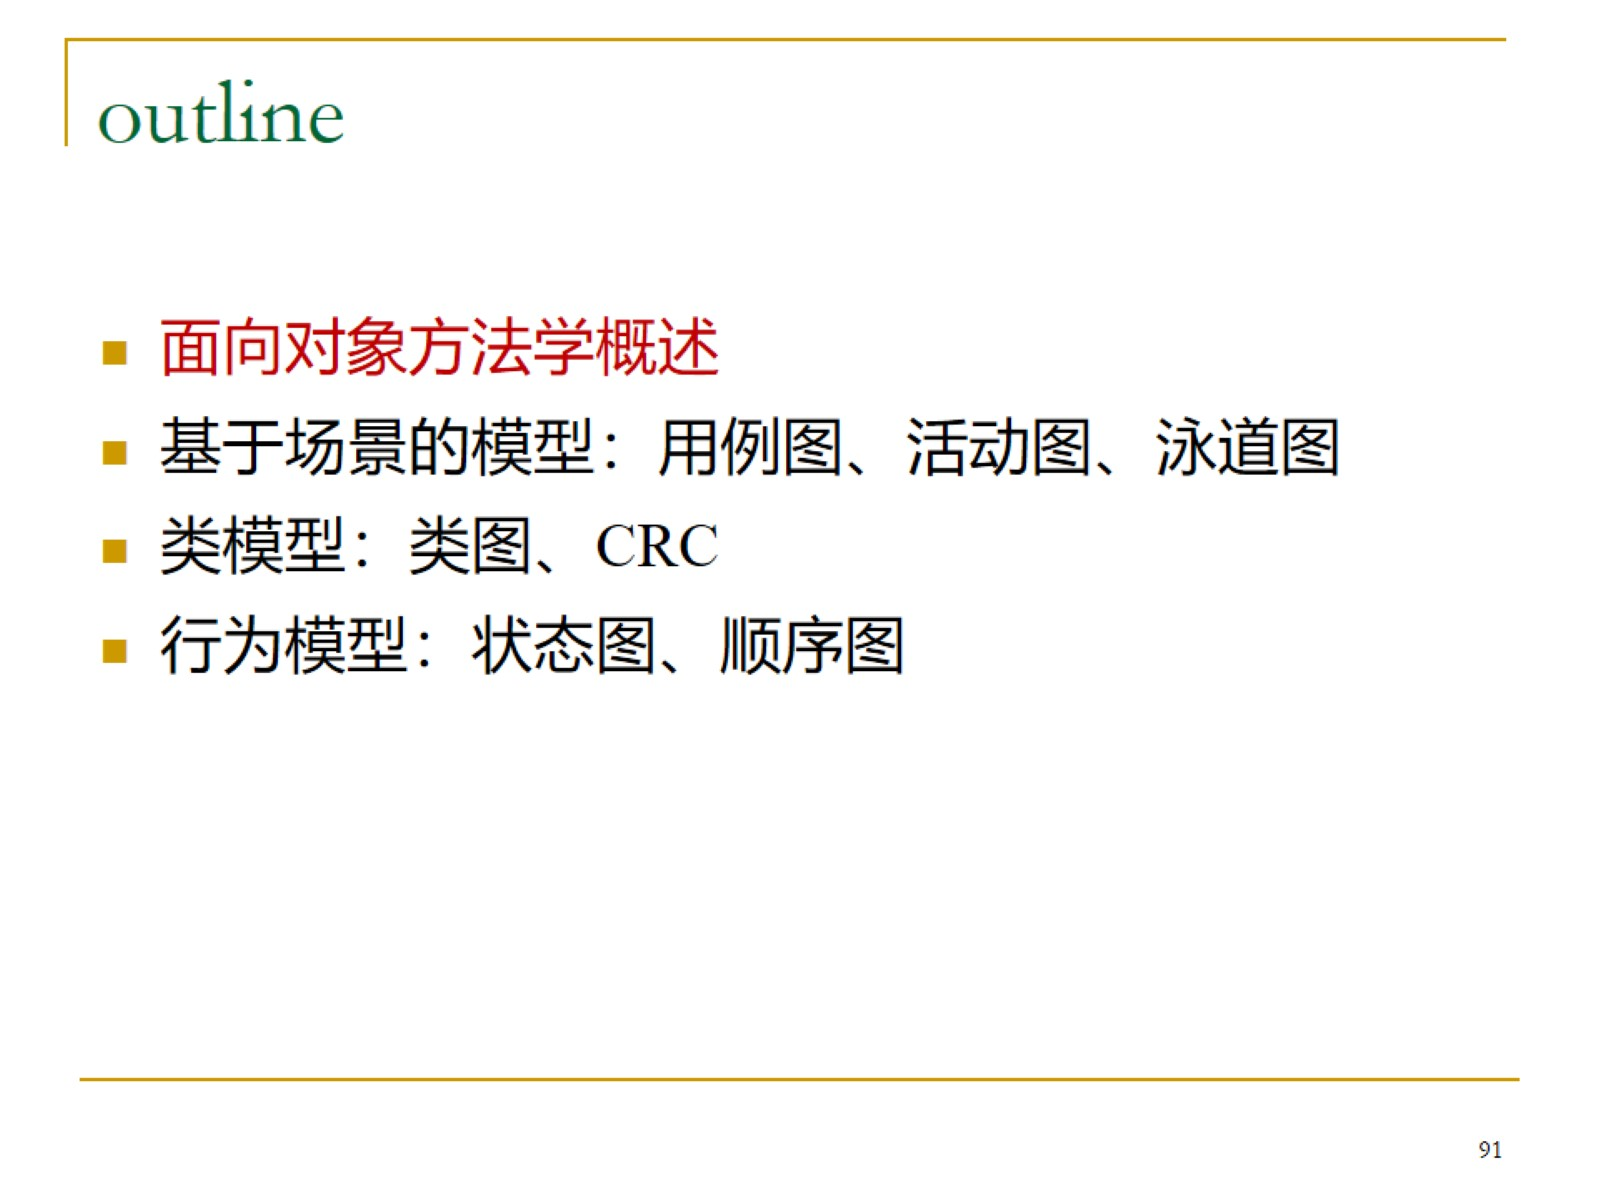 outline
面向对象方法学概述
基于场景的模型：用例图、活动图、泳道图
类模型：类图、CRC
行为模型：状态图、顺序图
91